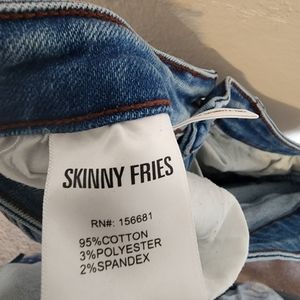 SKINNY FRIES
RN#: 156681
95%COTTON
3%POLYESTER
2%SPANDEX